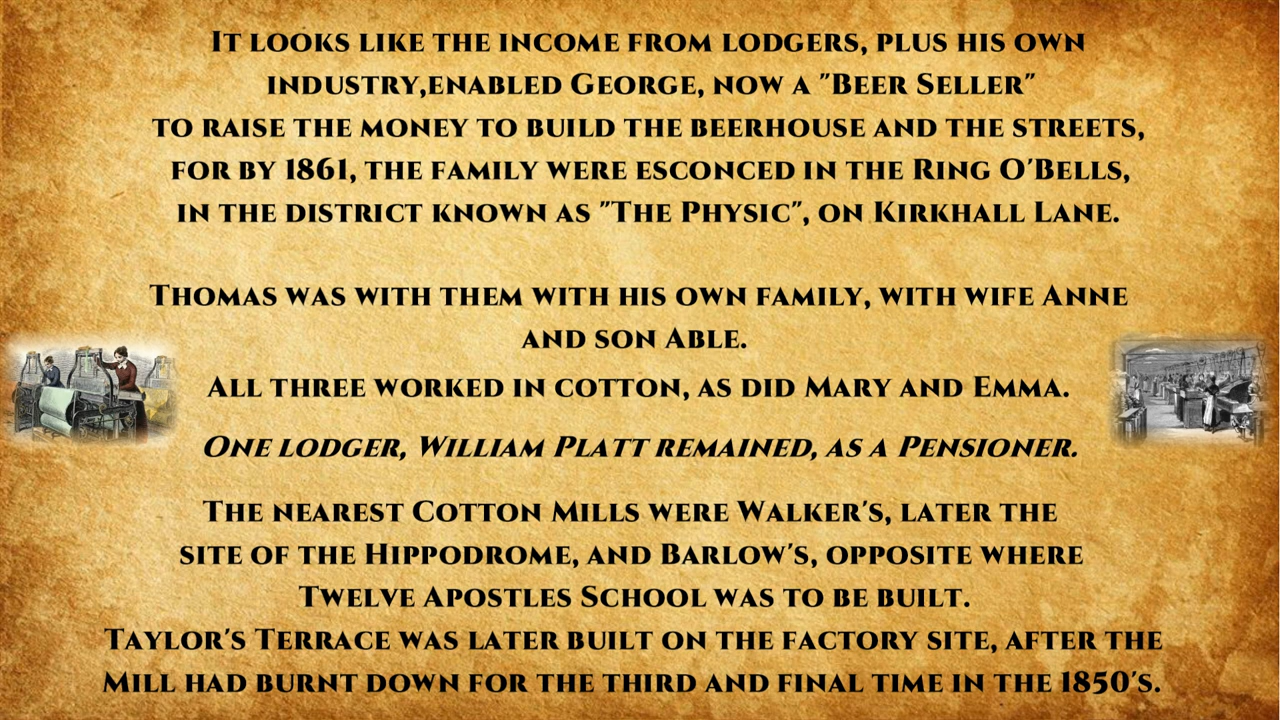 It looks like the income from lodgers, plus his own
industry,enabled George, now a "Beer Seller"
to raise the money to build the beerhouse and the streets,
for by 1861, the family were esconced in the Ring O'Bells,
in the district known as "The Physic", on Kirkhall Lane.
Thomas was with them with his own family, with wife Anne
and son Able.
All three worked in cotton, as did Mary and Emma.
One lodger, William Platt remained, as a Pensioner.
The nearest Cotton Mills were Walker's, later the
site of the Hippodrome, and Barlow's, opposite where
Twelve Apostles School was to be built.
Taylor's Terrace was later built on the factory site, after the
Mill had burnt down for the third and final time in the 1850's.